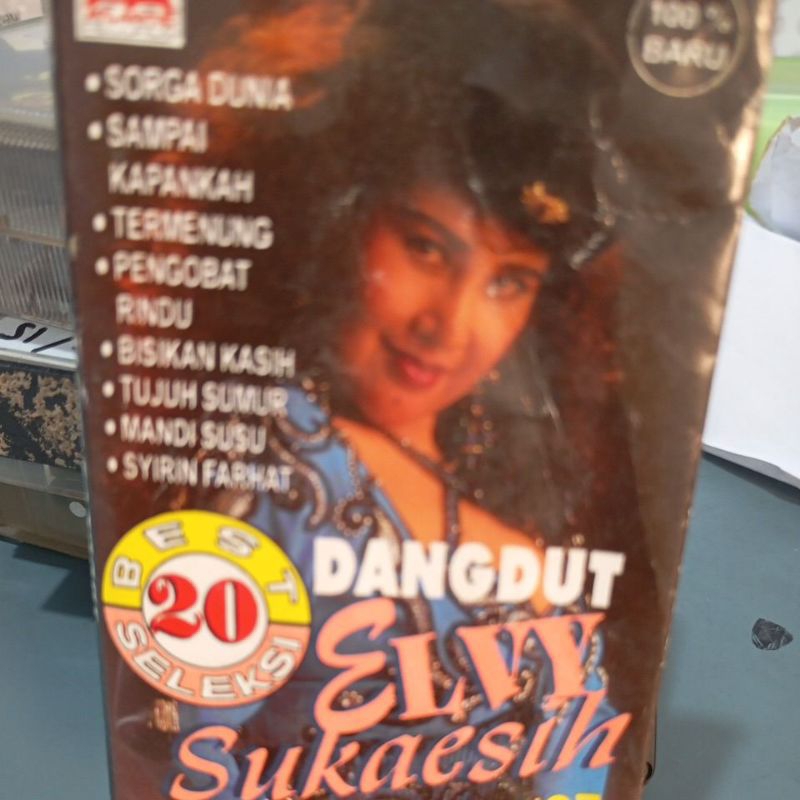 100 %
BARU
• SORGA DUNIA
• SAMPAI
KAPANKAH
• TERMENUNG
• PENGOBAT
RINDU
• BISIKAN KASIH
• TUJUH SUMUR
• MANDI SUSU
• SYIRIN FARHAT
BEST
20
SELEKSI
DANGDUT
ELVY
Sukaesih